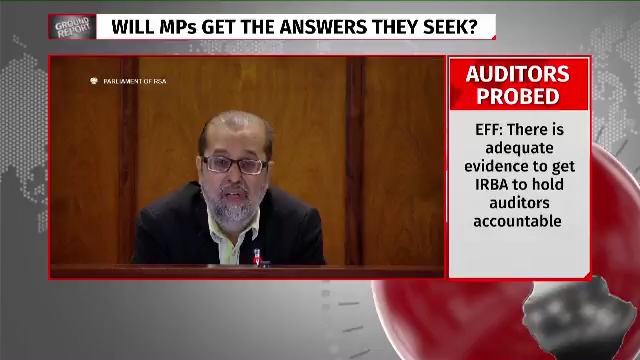 GROUND REPORT
WILL MPs GET THE ANSWERS THEY SEEK?
PARLIAMENT OF RSA
AUDITORS
PROBED
EFF: There is
adequate
evidence to get
IRBA to hold
auditors
accountable